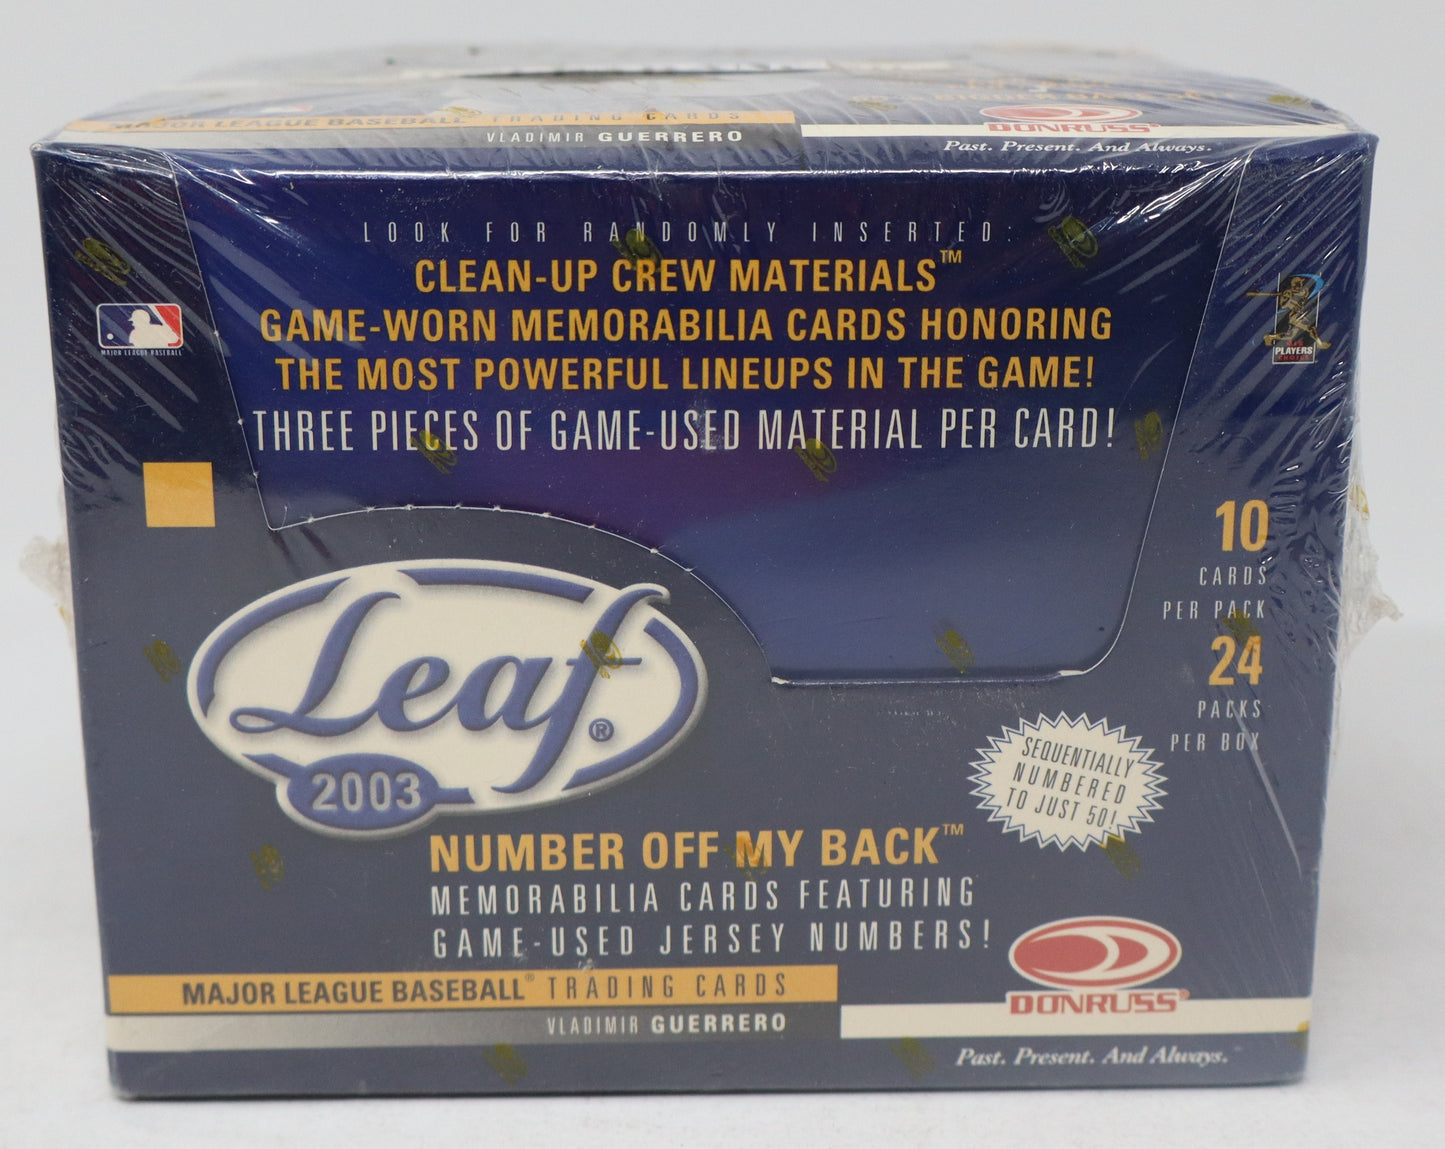 MAJOR LEAGUE BASEBALL TRADING CARDS
VLADIMIR GUERRERO
DONRUSS®
Past. Present. And Always.
LOOK FOR RANDOMLY INSERTED:
CLEAN-UP CREW MATERIALS™
GAME-WORN MEMORABILIA CARDS HONORING
THE MOST POWERFUL LINEUPS IN THE GAME!
THREE PIECES OF GAME-USED MATERIAL PER CARD!
MAJOR LEAGUE BASEBALL
PLAYERS
CHOICE
10
CARDS
PER PACK
24
PACKS
PER BOX
Leaf®
2003
SEQUENTIALLY
NUMBERED
TO JUST 50!
NUMBER OFF MY BACK™
MEMORABILIA CARDS FEATURING
GAME-USED JERSEY NUMBERS!
MAJOR LEAGUE BASEBALL® TRADING CARDS
VLADIMIR GUERRERO
DONRUSS®
Past. Present. And Always.™